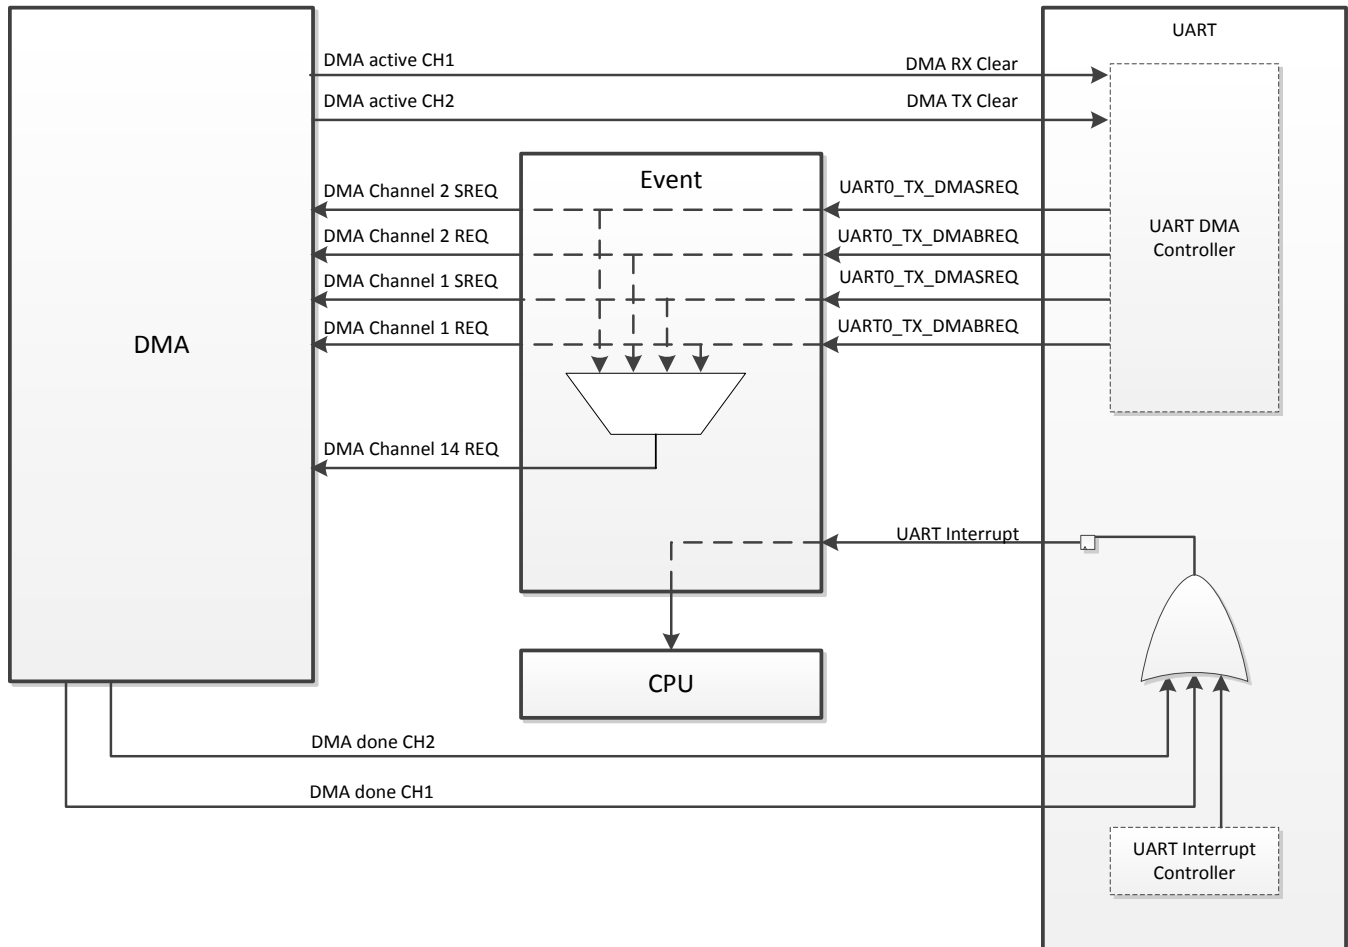 UART
DMA active CH1
DMA RX Clear
DMA active CH2
DMA TX Clear
Event
DMA Channel 2 SREQ
UART0_TX_DMASREQ
DMA Channel 2 REQ
UART0_TX_DMABREQ
UART DMA
Controller
DMA Channel 1 SREQ
UART0_TX_DMASREQ
DMA Channel 1 REQ
UART0_TX_DMABREQ
DMA
DMA Channel 14 REQ
UART Interrupt
CPU
DMA done CH2
DMA done CH1
UART Interrupt
Controller